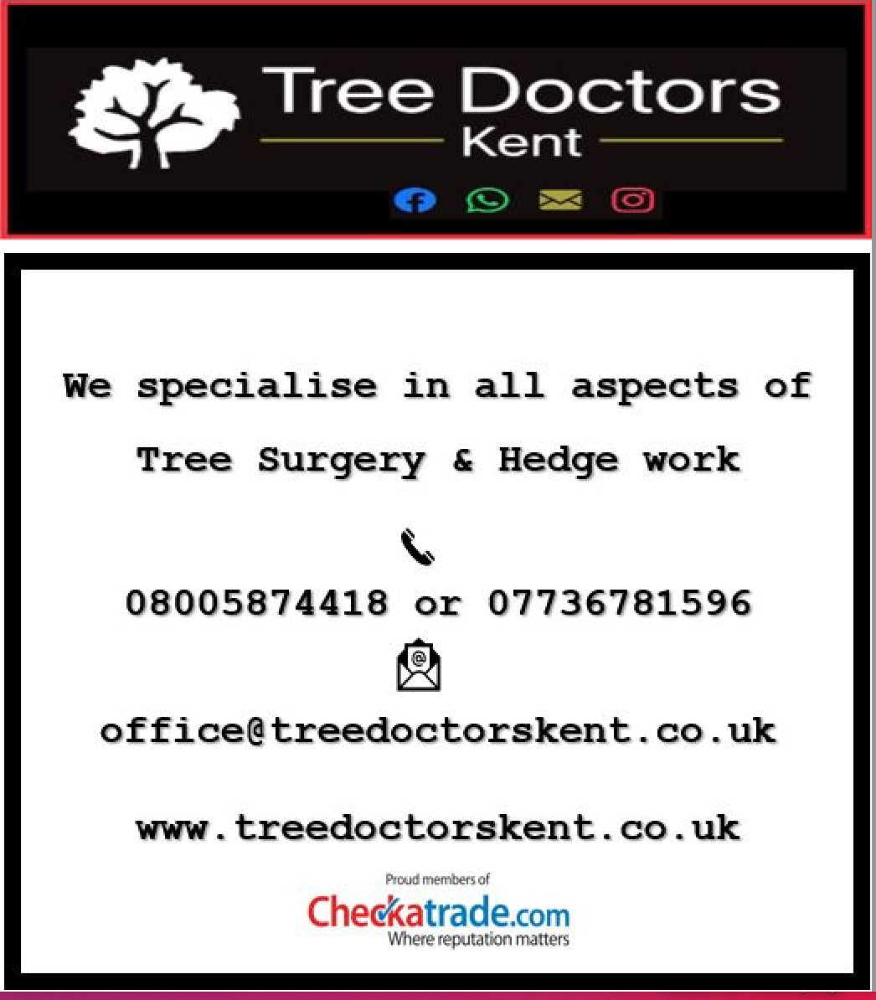 Tree Doctors
Kent
We specialise in all aspects of
Tree Surgery & Hedge work
08005874418 or 07736781596
office@treedoctorskent.co.uk
www.treedoctorskent.co.uk
Proud members of
Checkatrade.com
Where reputation matters